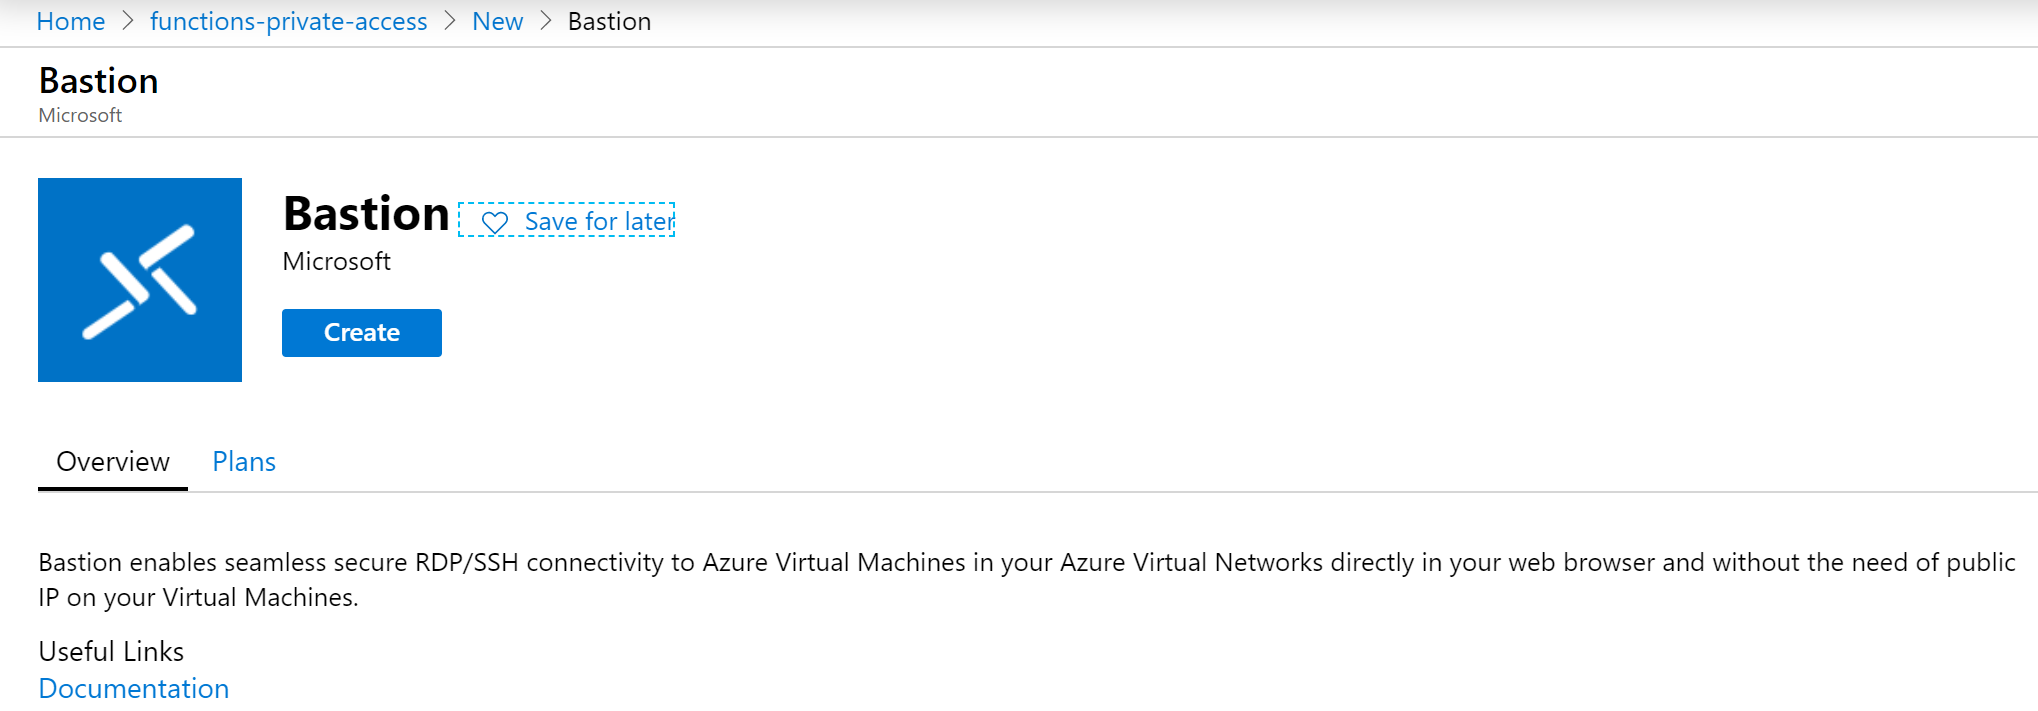 Home > functions-private-access > New > Bastion
Bastion
Microsoft
Bastion
Save for later
Microsoft
Create
Overview Plans
Bastion enables seamless secure RDP/SSH connectivity to Azure Virtual Machines in your Azure Virtual Networks directly in your web browser and without the need of public
IP on your Virtual Machines.
Useful Links
Documentation